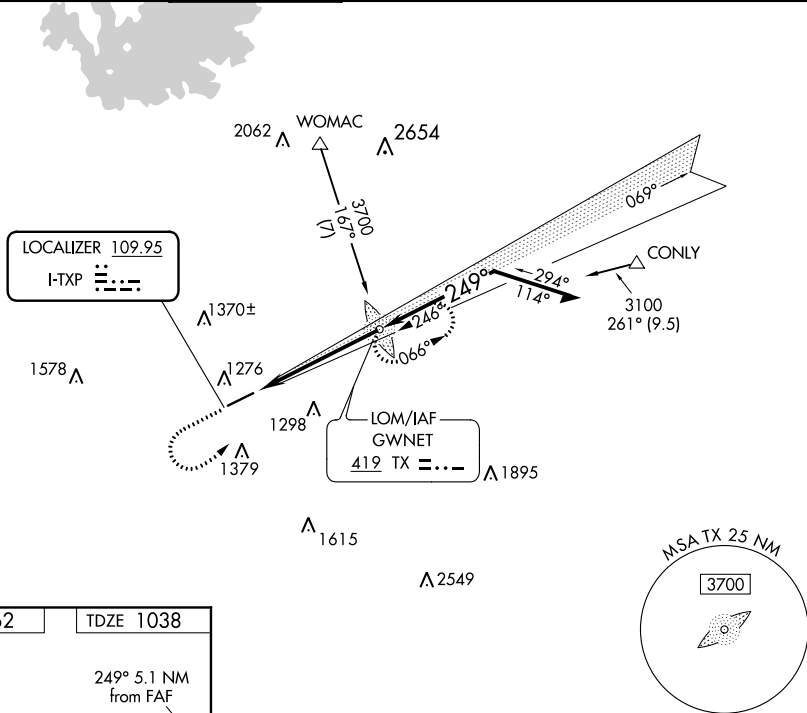 2062
WOMAC
2654
3700
167°
(7)
069°
LOCALIZER 109.95
I-TXP
CONLY
249°
294°
114°
3100
261° (9.5)
246°
066°
1370±
1578
1276
1298
1379
LOM/IAF
GWNET
419 TX
1895
1615
2549
MSA TX 25 NM
3700
TDZE 1038
249° 5.1 NM
from FAF